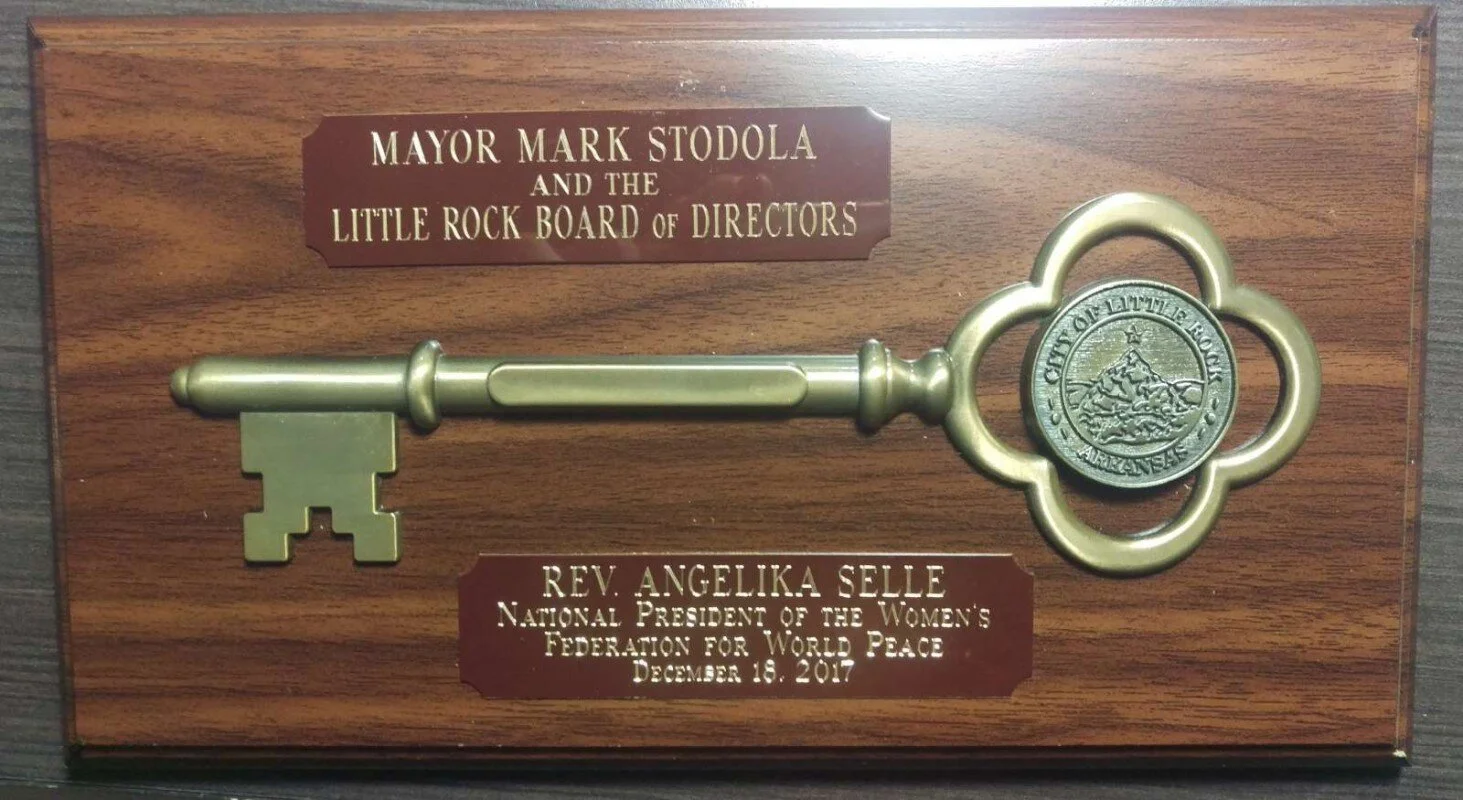 MAYOR MARK STODOLA
AND THE
LITTLE ROCK BOARD OF DIRECTORS
CITY OF LITTLE ROCK
ARKANSAS
REV. ANGELIKA SELLE
NATIONAL PRESIDENT OF THE WOMEN'S
FEDERATION FOR WORLD PEACE
DECEMBER 18, 2017